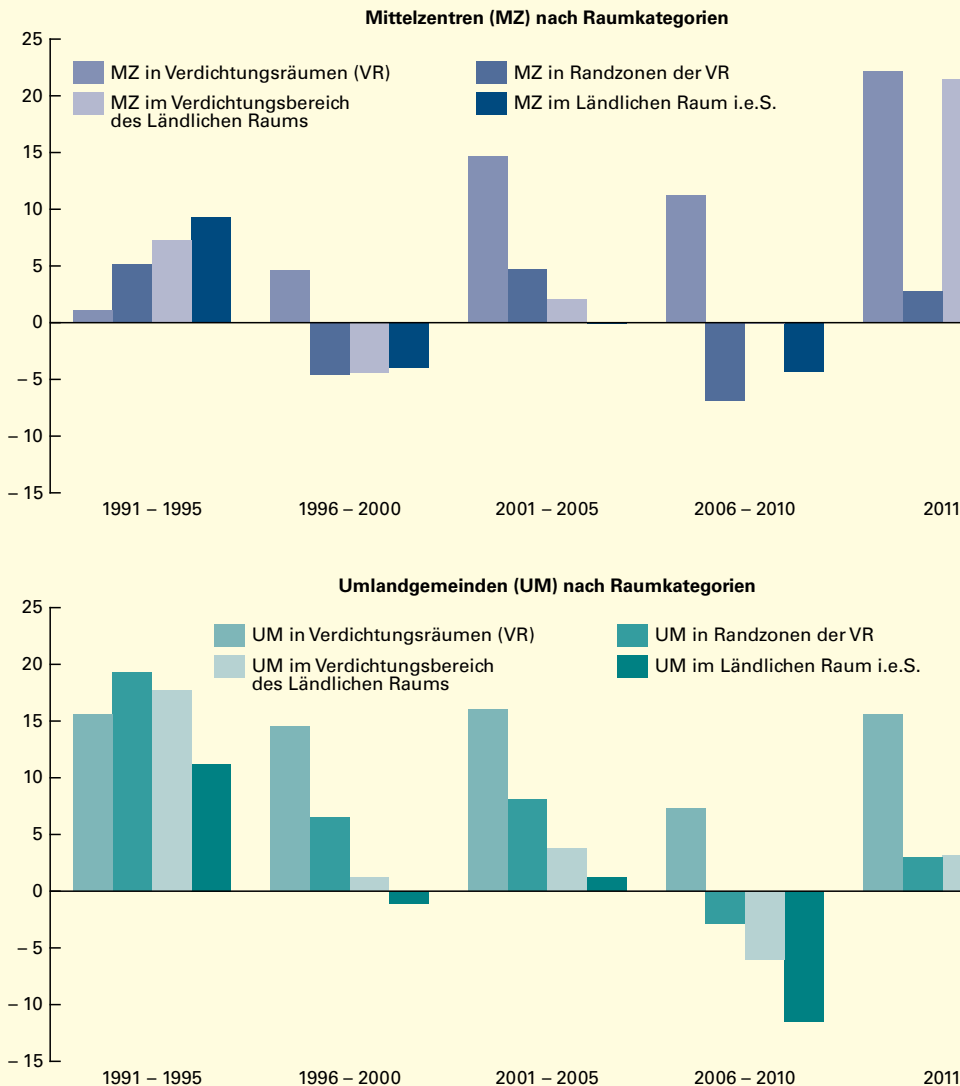 Mittelzentren (MZ) nach Raumkategorien
25
MZ in Verdichtungsräumen (VR)
MZ in Randzonen der VR
20
MZ im Verdichtungsbereich
des Ländlichen Raums
MZ im Ländlichen Raum i.e.S.
15
10
5
0
– 5
– 10
– 15
1991 – 1995
1996 – 2000
2001 – 2005
2006 – 2010
2011
Umlandgemeinden (UM) nach Raumkategorien
25
UM in Verdichtungsräumen (VR)
UM in Randzonen der VR
20
UM im Verdichtungsbereich
des Ländlichen Raums
UM im Ländlichen Raum i.e.S.
15
10
5
0
– 5
– 10
– 15
1991 – 1995
1996 – 2000
2001 – 2005
2006 – 2010
2011